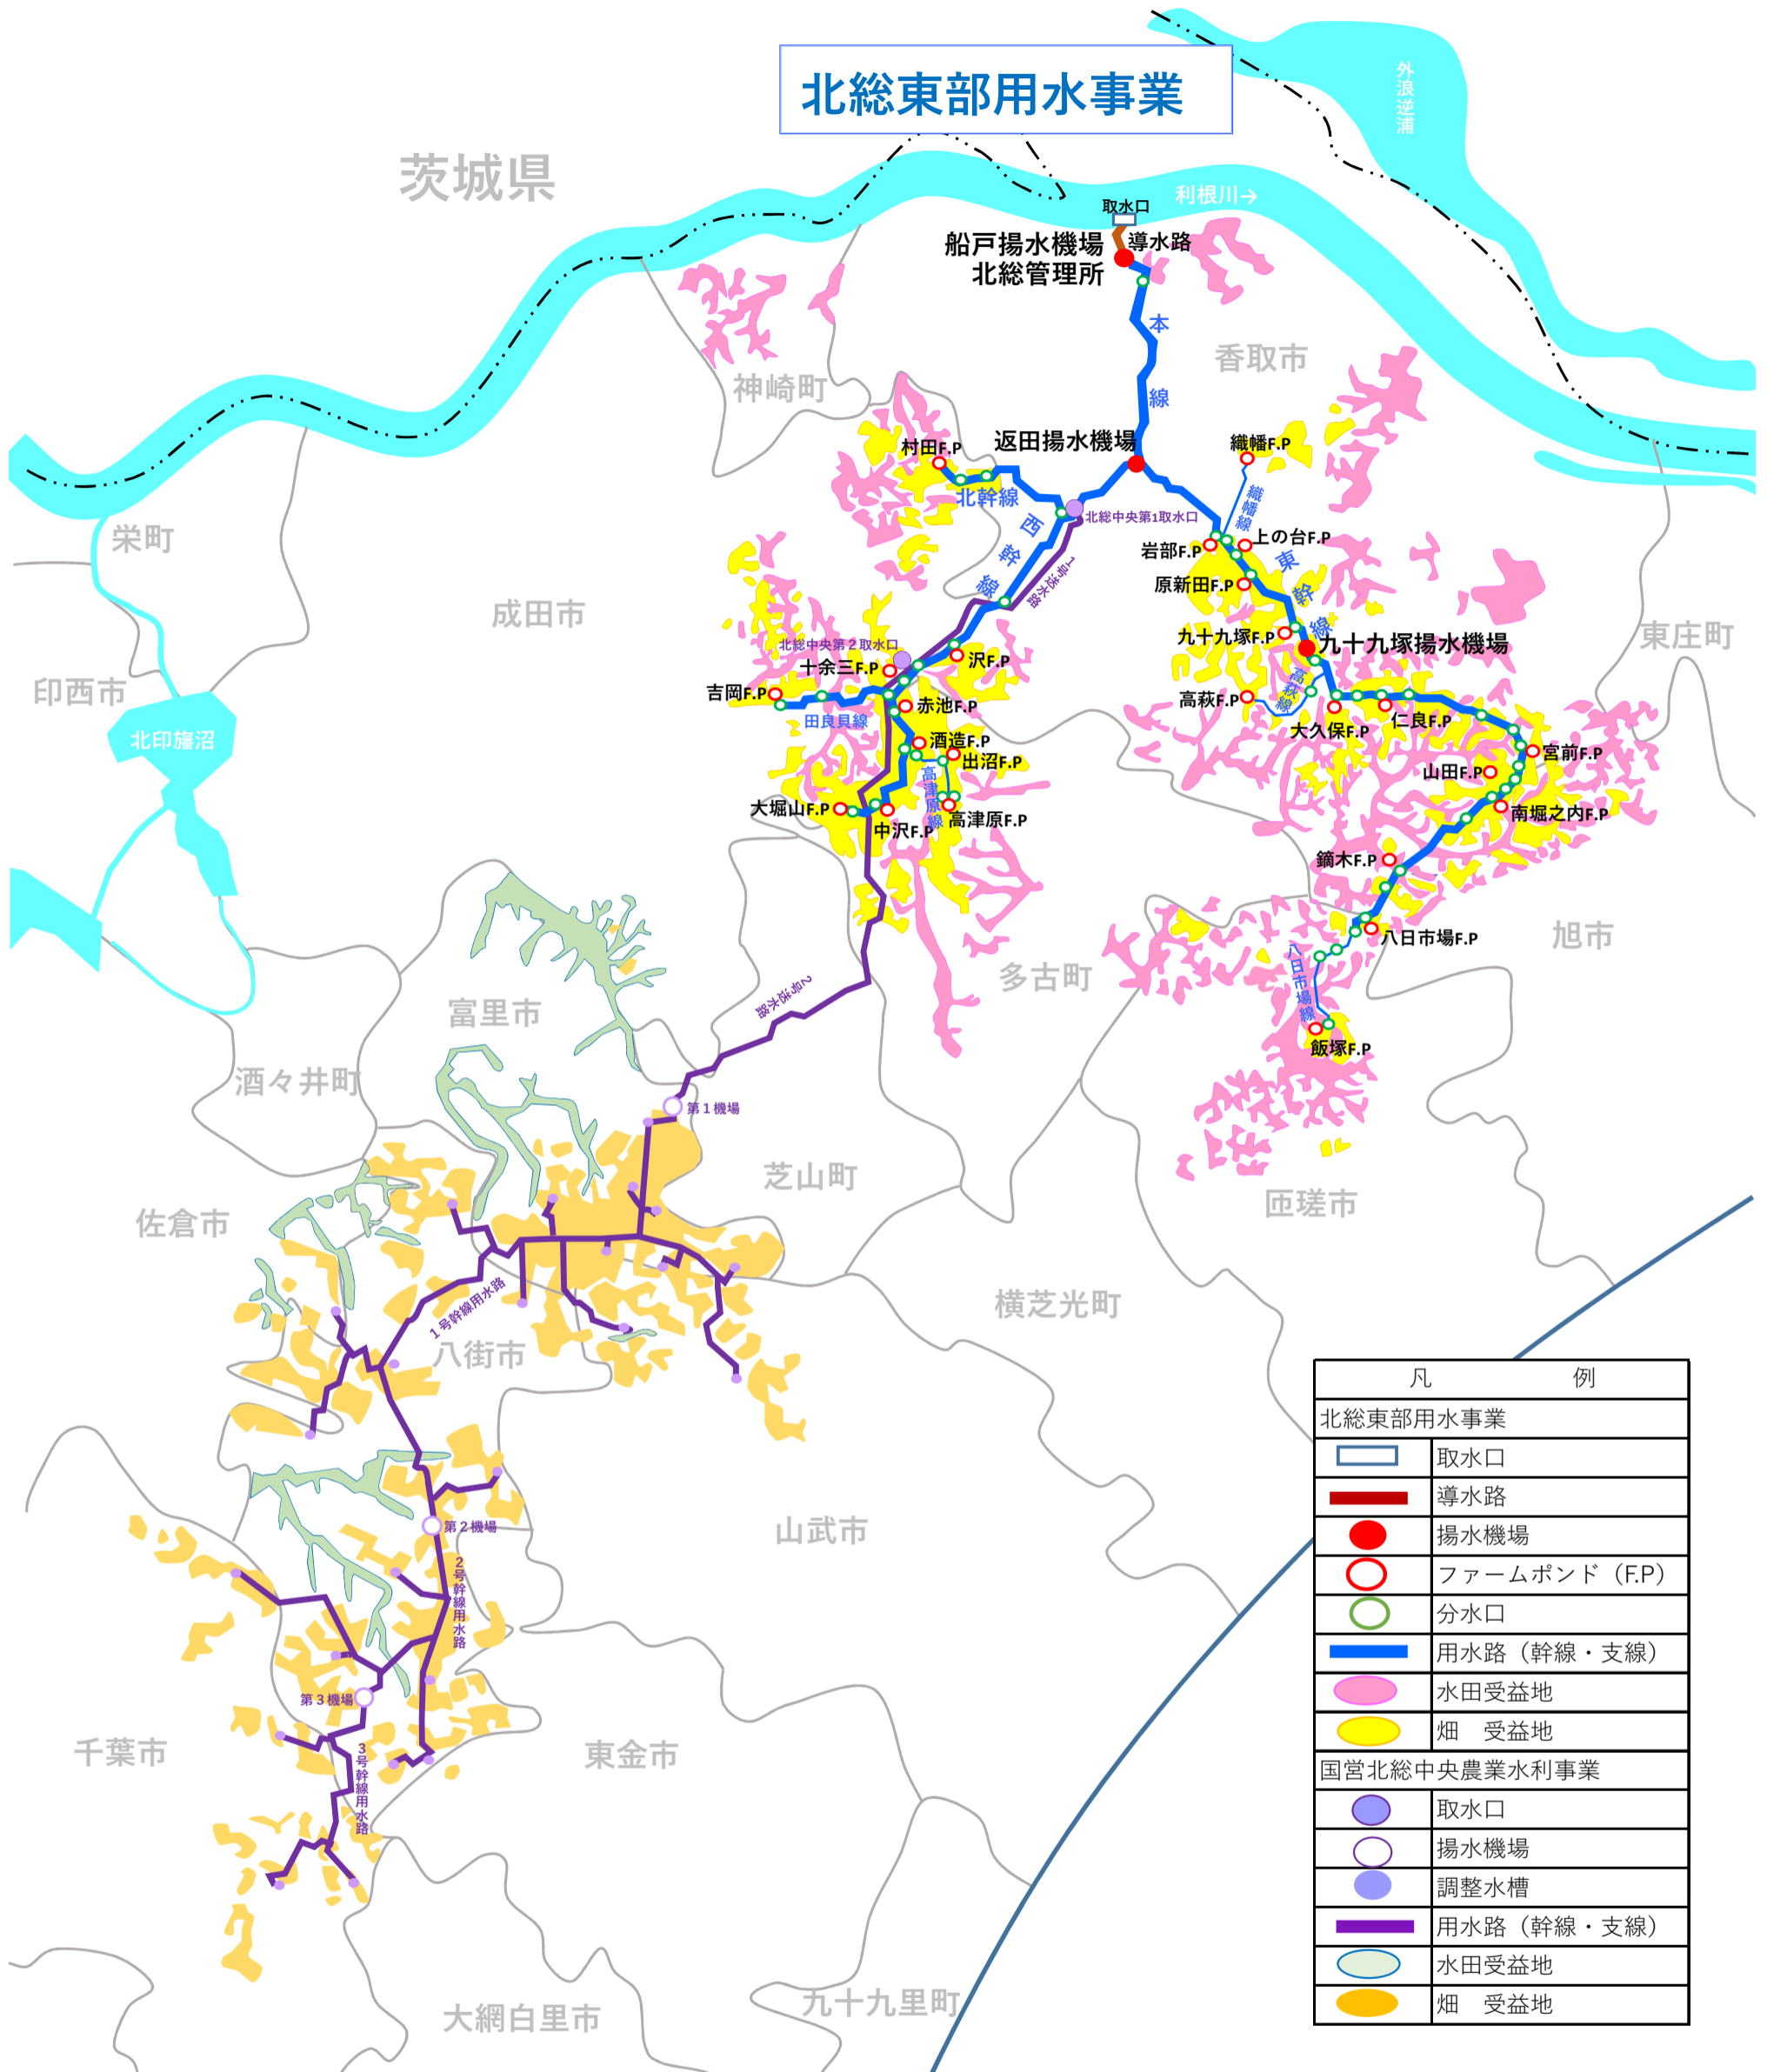 北総東部用水事業
外浪逆浦
茨城県
利根川→
取水口
船戸揚水機場
導水路
北総管理所
本線
香取市
神崎町
返田揚水機場
織幡F.P
村田F.P
北幹線
織幡線
北総中央第1取水口
西幹線
栄町
岩部F.P
上の台F.P
東幹線
原新田F.P
1号送水路
成田市
九十九塚F.P
九十九塚揚水機場
東庄町
北総中央第２取水口
十余三F.P
沢F.P
印西市
吉岡F.P
高萩F.P
高萩線
赤池F.P
田良貝線
大久保F.P
仁良F.P
北印旛沼
酒造F.P
出沼F.P
宮前F.P
山田F.P
高津原線
大堀山F.P
中沢F.P
高津原F.P
南堀之内F.P
鏑木F.P
八日市場F.P
旭市
多古町
八日市場線
2号送水路
富里市
飯塚F.P
酒々井町
第１機場
芝山町
匝瑳市
佐倉市
１号幹線用水路
横芝光町
八街市
第２機場
山武市
２号幹線用水路
第３機場
千葉市
東金市
３号幹線用水路
大網白里市
九十九里町
凡　例
北総東部用水事業
取水口
導水路
揚水機場
ファームポンド（F.P）
分水口
用水路（幹線・支線）
水田受益地
畑　受益地
国営北総中央農業水利事業
取水口
揚水機場
調整水槽
用水路（幹線・支線）
水田受益地
畑　受益地